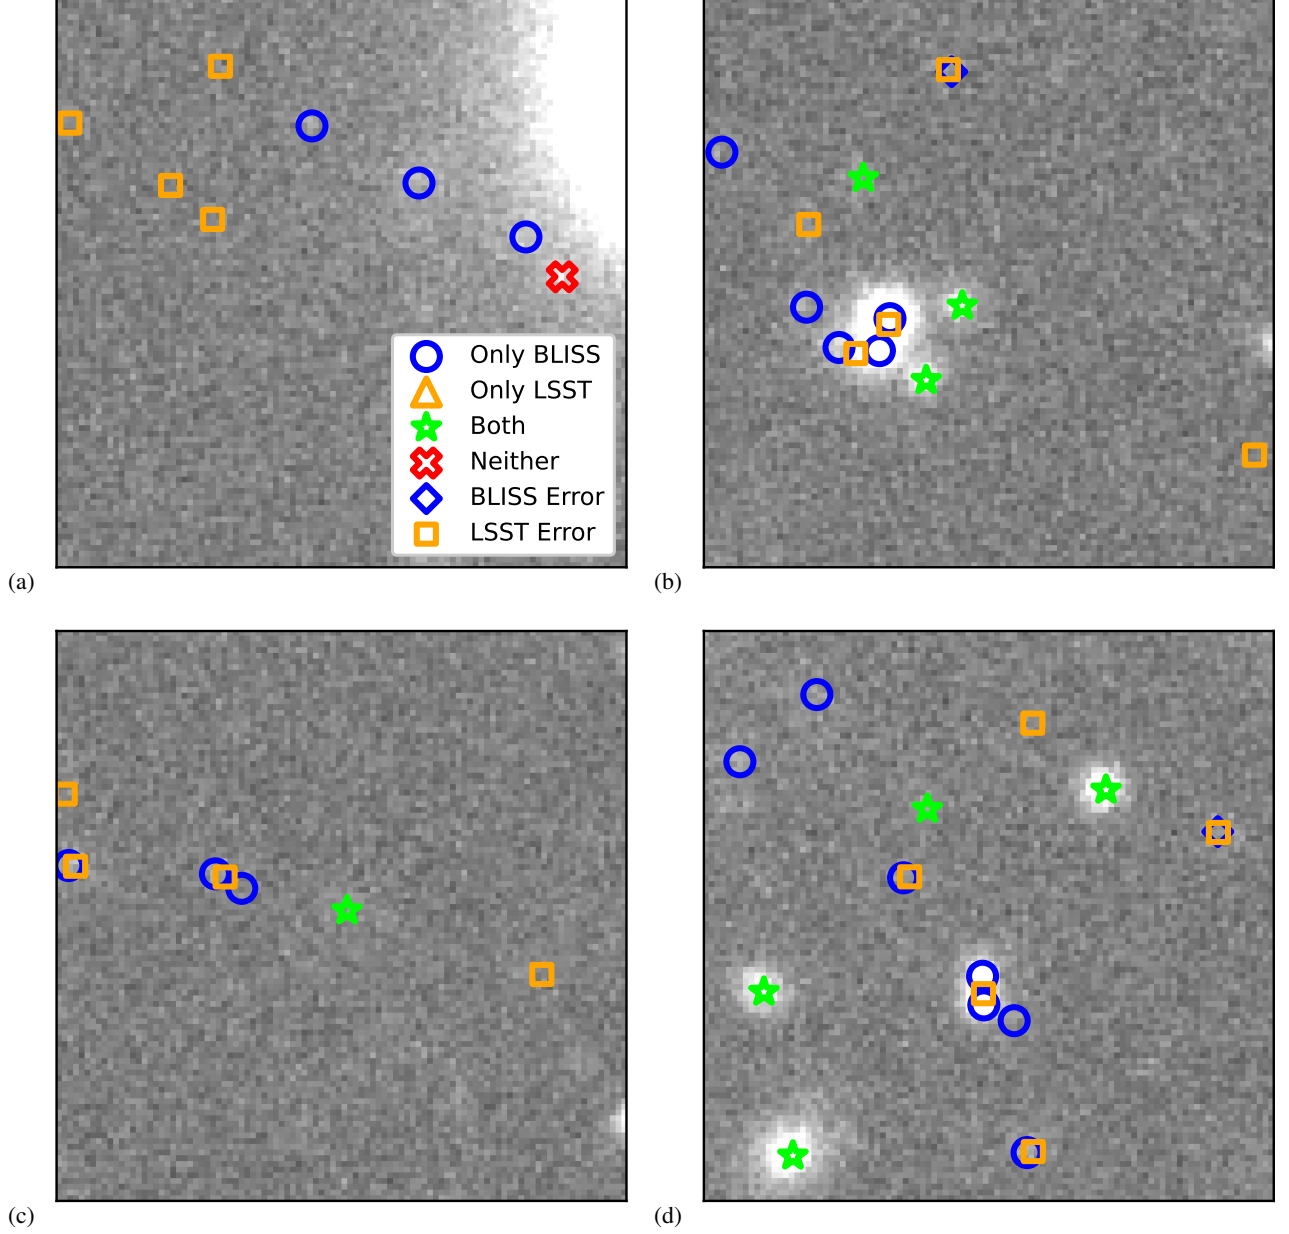 Only BLISS
Only LSST
Both
Neither
BLISS Error
LSST Error
(a)
(b)
(c)
(d)